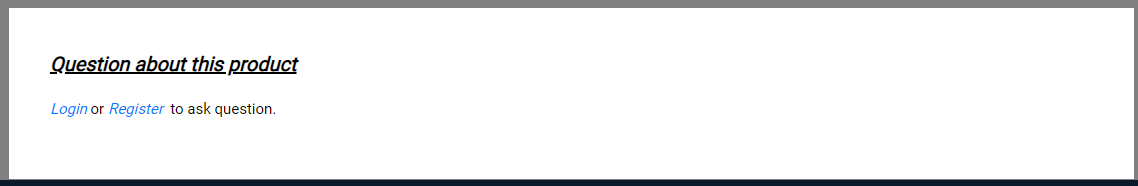 Question about this product
Login or Register to ask question.